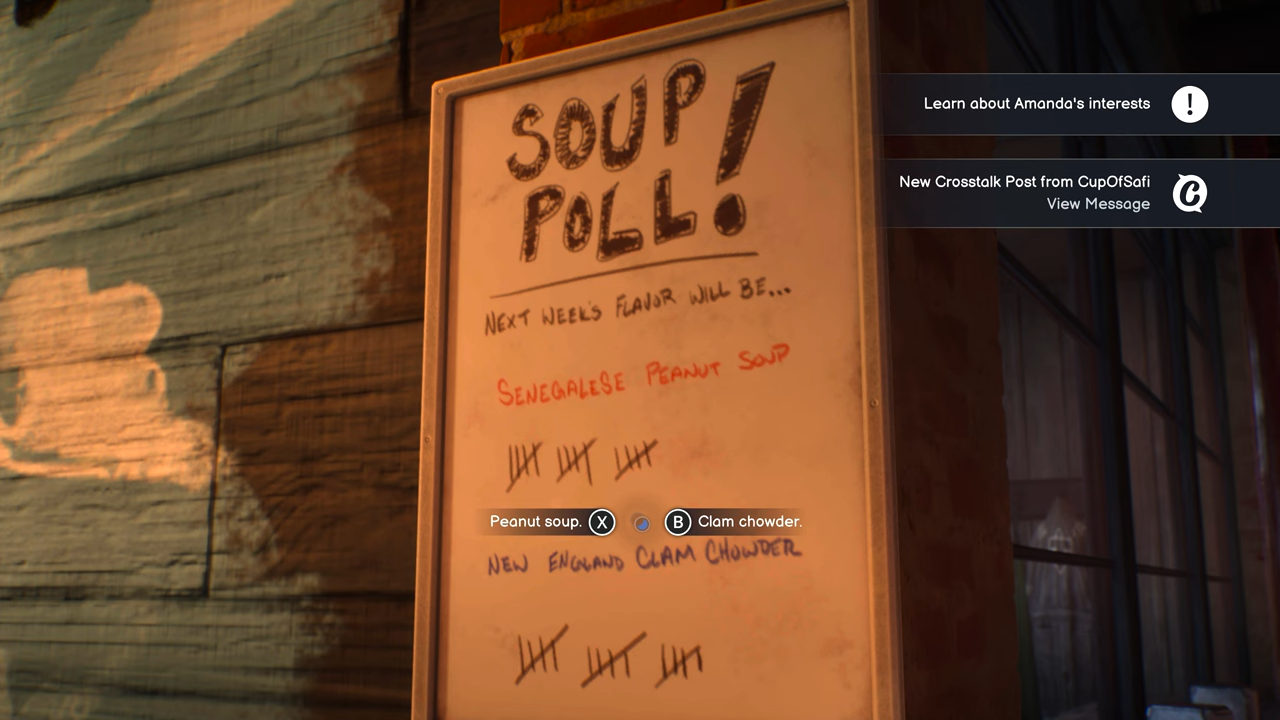 SOUP
POLL!
NEXT WEEK'S FLAVOR WILL BE...
SENEGALESE PEANUT SOUP
Peanut soup. X B Clam chowder.
NEW ENGLAND CLAM CHOWDER
Learn about Amanda's interests
!
New Crosstalk Post from CupOfSafi
View Message